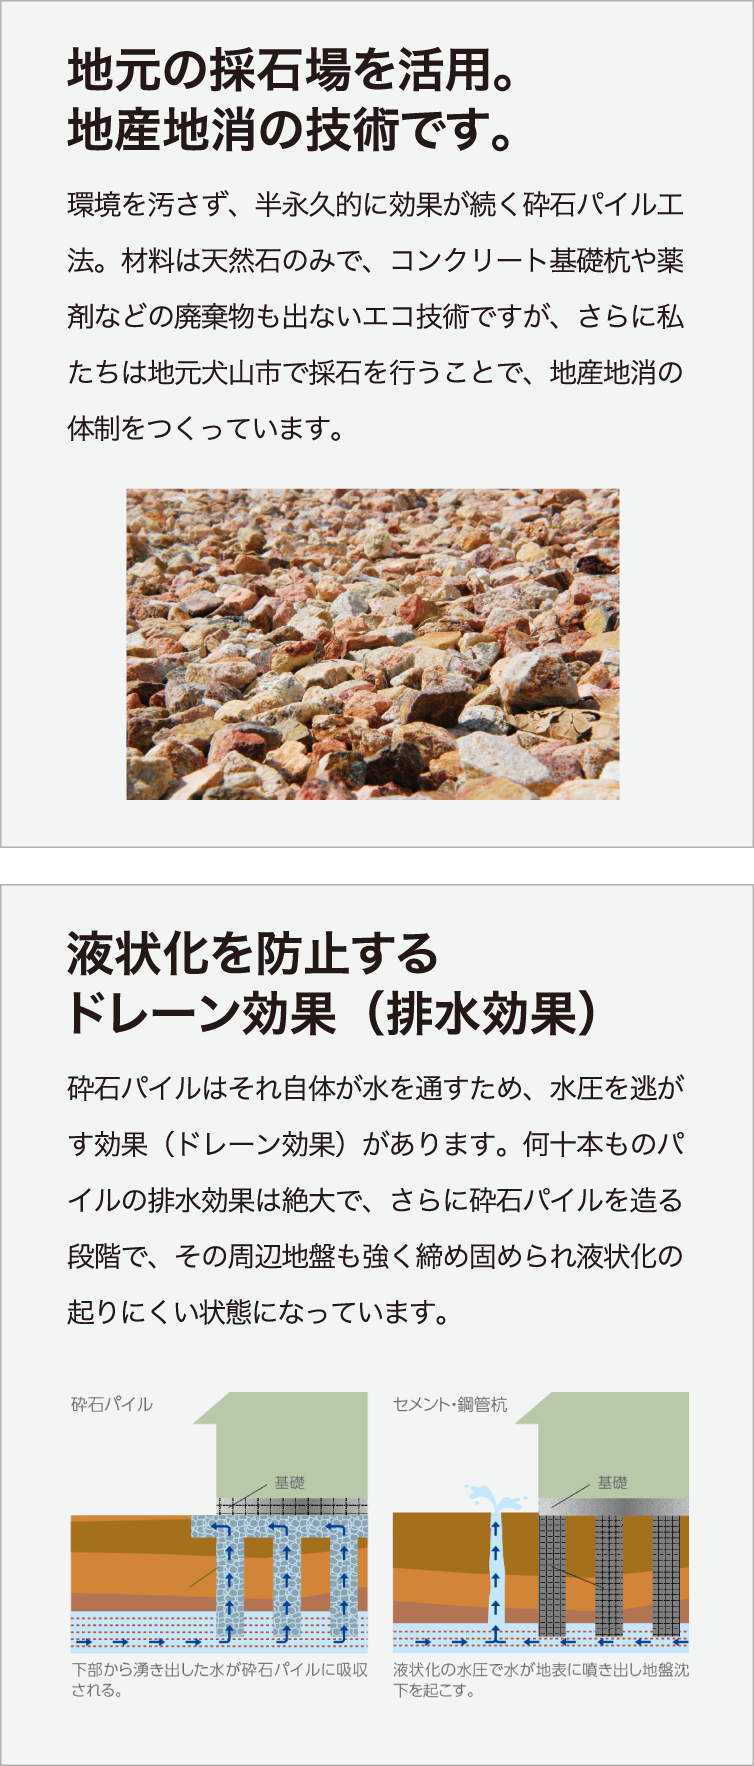 地元の採石場を活用。
地産地消の技術です。
環境を汚さず、半永久的に効果が続く砕石パイル工
法。材料は天然石のみで、コンクリート基礎杭や薬
剤などの廃棄物も出ないエコ技術ですが、さらに私
たちは地元犬山市で採石を行うことで、地産地消の
体制をつくっています。
液状化を防止する
ドレーン効果（排水効果）
砕石パイルはそれ自体が水を通すため、水圧を逃が
す効果（ドレーン効果）があります。何十本ものパ
イルの排水効果は絶大で、さらに砕石パイルを造る
段階で、その周辺地盤も強く締め固められ液状化の
起りにくい状態になっています。
砕石パイル
基礎
下部から湧き出した水が砕石パイルに吸収
される。
セメント・鋼管杭
基礎
液状化の水圧で水が地表に噴き出し地盤沈
下を起こす。